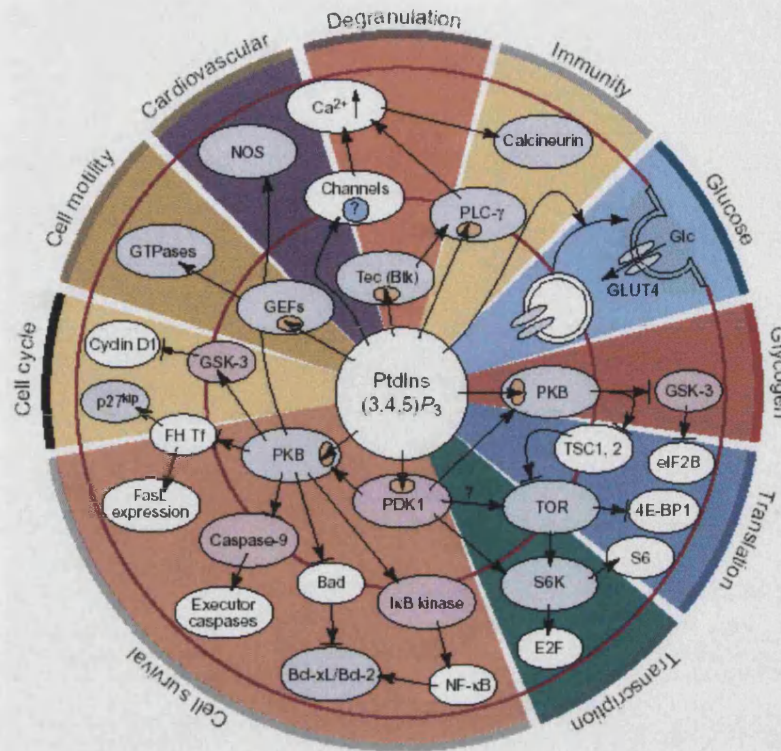 Degranulation
Immunity
Glucose
Glycogen
Translation
Transcription
Cell survival
Cell cycle
Cell motility
Cardiovascular
Ca2+
NOS
Calcineurin
Channels
?
PLC-γ
Glc
GLUT4
GTPases
Tec (Btk)
GEFs
Cyclin D1
GSK-3
PtdIns
(3,4,5)P3
PKB
GSK-3
p27kip
FH Tf
PKB
TSC1, 2
eIF2B
FasL
expression
PDK1
?
TOR
4E-BP1
Caspase-9
S6
Executor
caspases
Bad
IκB kinase
S6K
E2F
Bcl-xL/Bcl-2
NF-κB